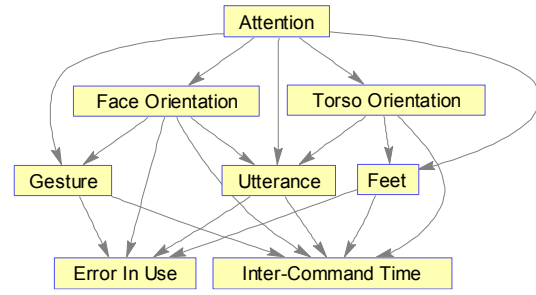 Attention
Face Orientation
Torso Orientation
Gesture
Utterance
Feet
Error In Use
Inter-Command Time